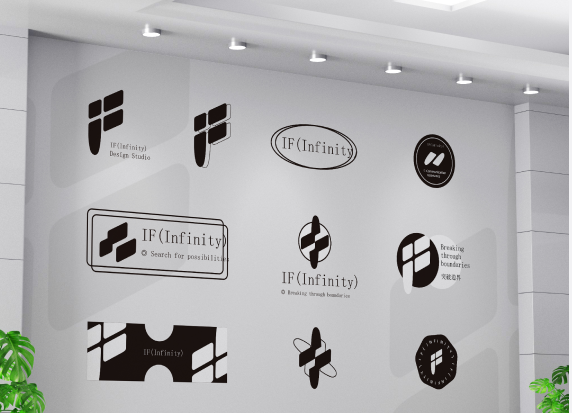 IF(Infinity)
Design Studio
IF(Infinity)
IF(Infinity)
Search for possibilities
IF(Infinity)
Breaking through boundaries
Breaking
through
boundaries
突破边界
IF(Infinity)